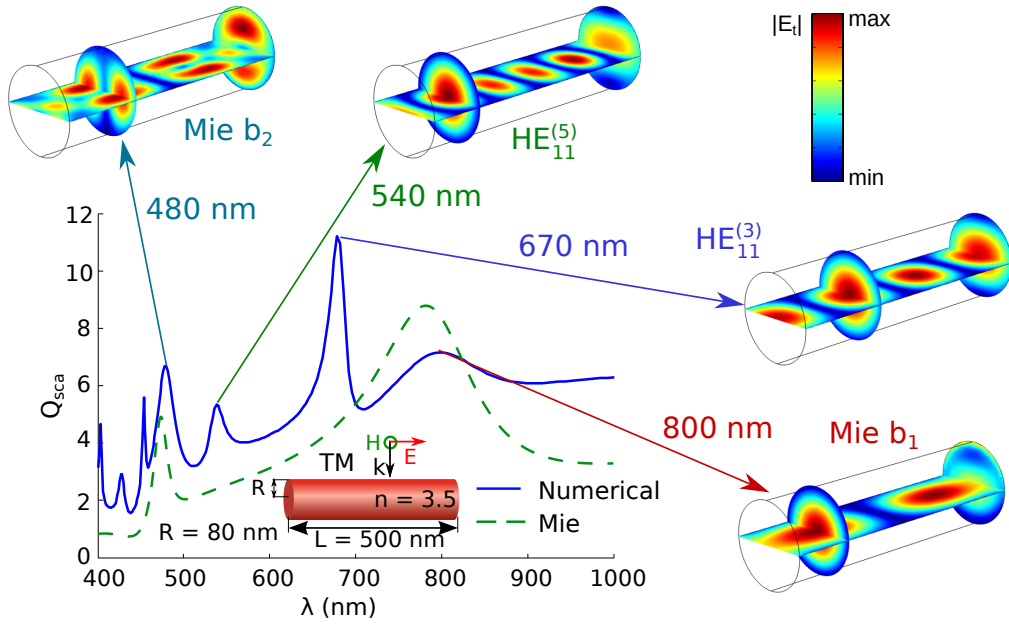 |Eₜ|
max
min
Mie b₂
HE₁₁⁽⁵⁾
480 nm
540 nm
670 nm
HE₁₁⁽³⁾
800 nm
Mie b₁
Q_sca
12
10
8
6
4
2
0
H
E
TM
k
R
n = 3.5
R = 80 nm
L = 500 nm
Numerical
Mie
400 500 600 700 800 900 1000
λ (nm)